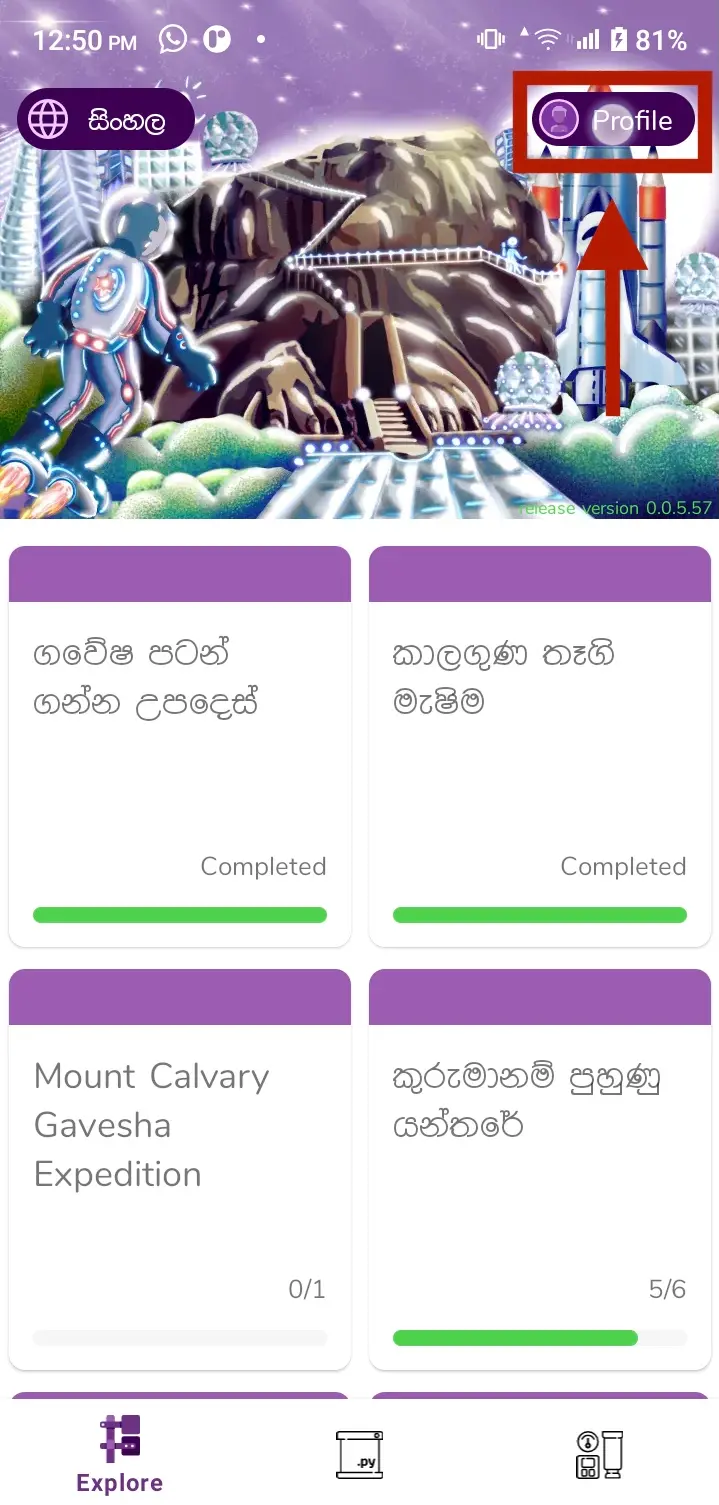 12:50 PM
81%
සිංහල
Profile
release version 0.0.5.57
ගවේෂ පටන්
ගන්න උපදෙස්
Completed
කාලගුණ තෑගි
මැෂිම
Completed
Mount Calvary
Gavesha
Expedition
0/1
කුරුමානම් පුහුණු
යන්තරේ
5/6
Explore
.py